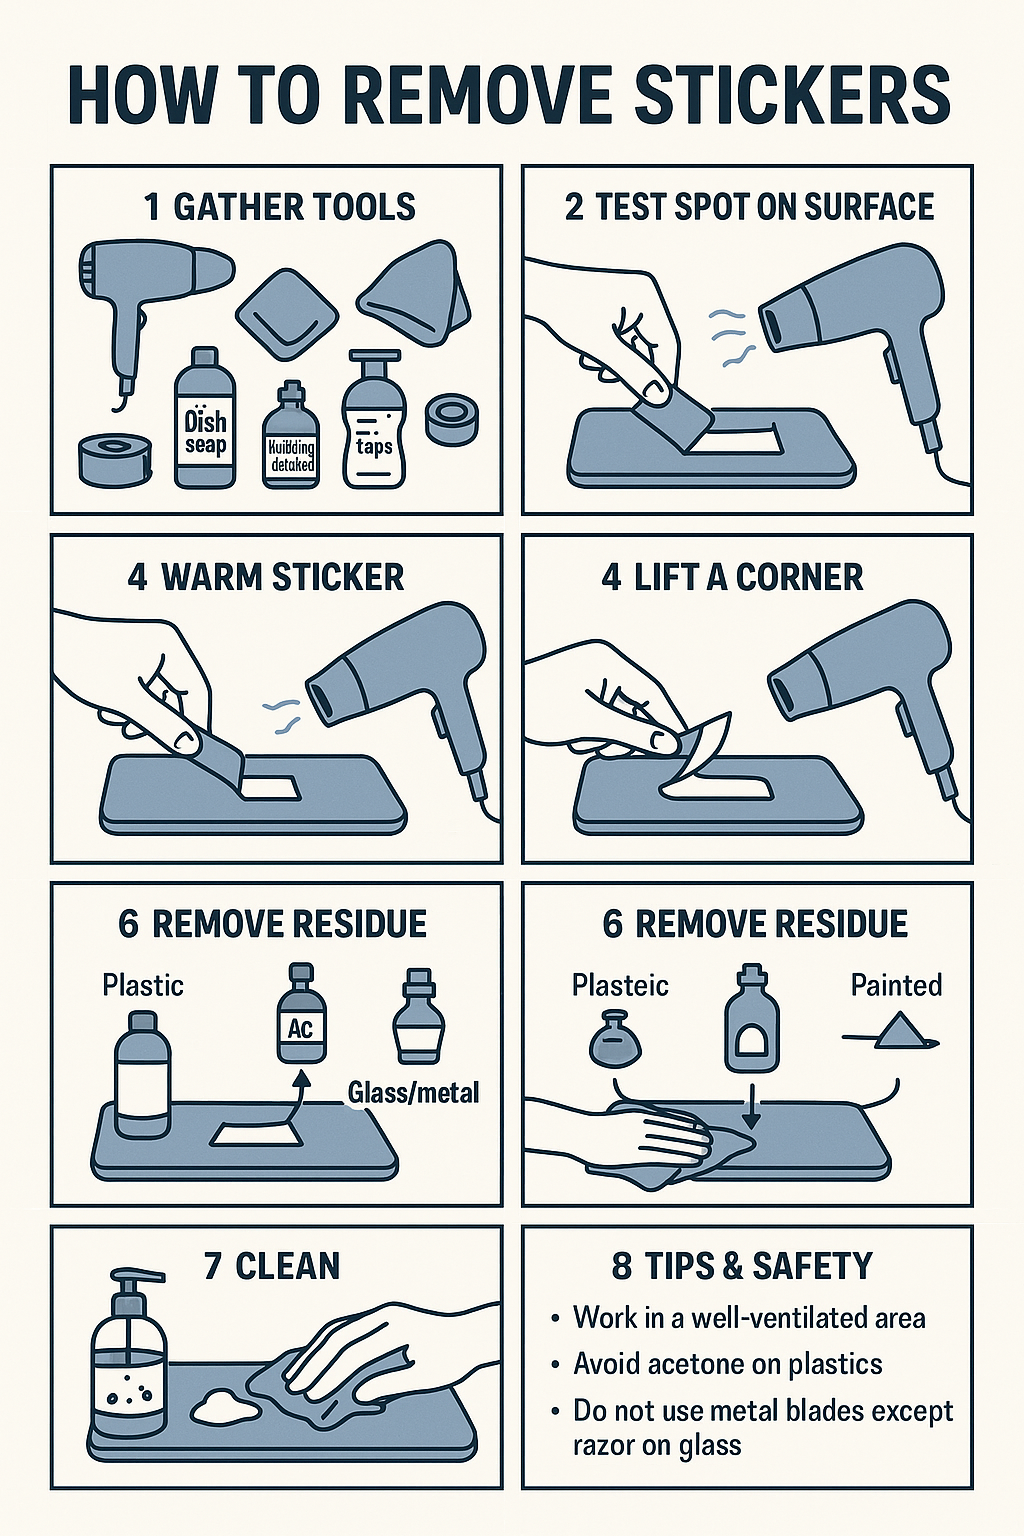 HOW TO REMOVE STICKERS
1 GATHER TOOLS
Dïsh
seap
Kuibding
detaked
taps
2 TEST SPOT ON SURFACE
4 WARM STICKER
4 LIFT A CORNER
6 REMOVE RESIDUE
Plastic
Ac
Glass/metal
6 REMOVE RESIDUE
Plasteic
Painted
7 CLEAN
8 TIPS & SAFETY
• Work in a well-ventilated area
• Avoid acetone on plastics
• Do not use metal blades except
razor on glass